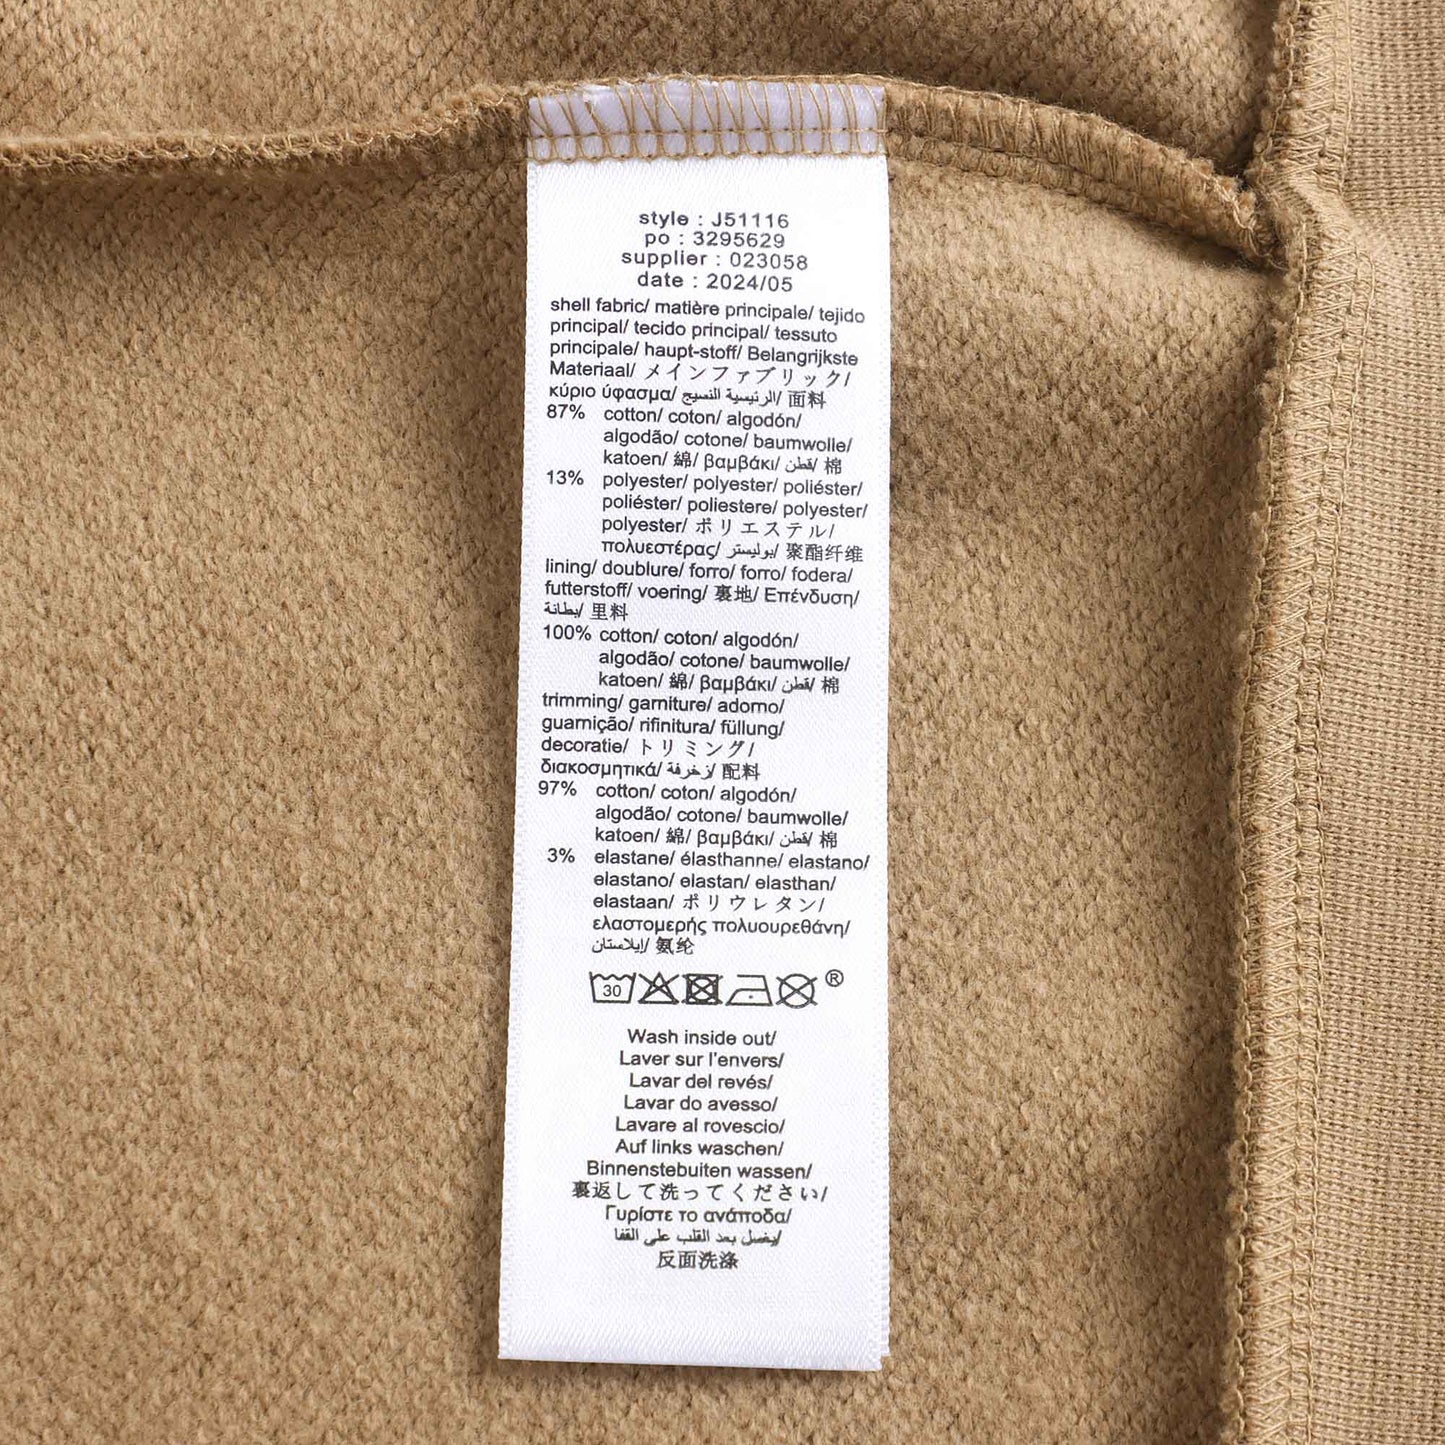 style : J51116
po : 3295629
supplier : 023058
date : 2024/05
shell fabric/ matière principale/ tejido
principal/ tecido principal/ tessuto
principale/ haupt-stoff/ Belangrijkste
Materiaal/ メインファブリック/
κύριο ύφασμα/ الرئيسية النسيج/ 面料
87% cotton/ coton/ algodón/
algodão/ cotone/ baumwolle/
katoen/ 綿/ βαμβάκι/ قطن/ 棉
13% polyester/ polyester/ poliéster/
poliéster/ poliestere/ polyester/
polyester/ ポリエステル/
πολυεστέρας/ بوليستر/ 聚酯纤维
lining/ doublure/ forro/ forro/ fodera/
futterstoff/ voering/ 裏地/ Επένδυση/
بطانة/ 里料
100% cotton/ coton/ algodón/
algodão/ cotone/ baumwolle/
katoen/ 綿/ βαμβάκι/ قطن/ 棉
trimming/ garniture/ adorno/
guarnição/ rifinitura/ füllung/
decoratie/ トリミング/
διακοσμητικά/ زخرفة/ 配料
97% cotton/ coton/ algodón/
algodão/ cotone/ baumwolle/
katoen/ 綿/ βαμβάκι/ قطن/ 棉
3% elastane/ élasthanne/ elastano/
elastano/ elastan/ elasthan/
elastaan/ ポリウレタン/
ελαστομερής πολυουρεθάνη/
إيلاستان/ 氨纶
30 ®
Wash inside out/
Laver sur l'envers/
Lavar del revés/
Lavar do avesso/
Lavare al rovescio/
Auf links waschen/
Binnenstebuiten wassen/
裏返して洗ってください/
Γυρίστε το ανάποδα/
يغسل بعد القلب على القفا/
反面洗涤